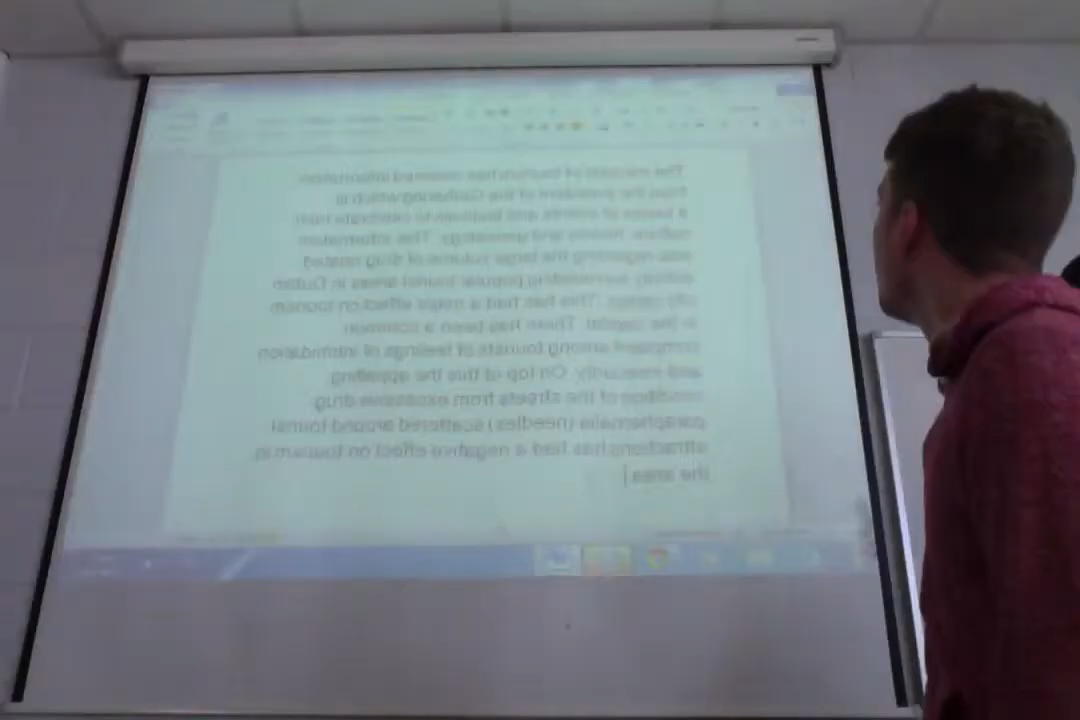 The minister of tourism has received information
from the president of the Gathering which is
a series of events and festivals to celebrate Irish
culture, history and genealogy. This information
was regarding the large volume of drug related
activity surrounding popular tourist areas in Dublin
city centre. This has had a major effect on tourism
in the capital. There has been a common
complaint among tourists of feelings of intimidation
and insecurity. On top of this the appalling
condition of the streets from excessive drug
paraphernalia (needles) scattered around tourist
attractions has had a negative effect on tourism in
the area.